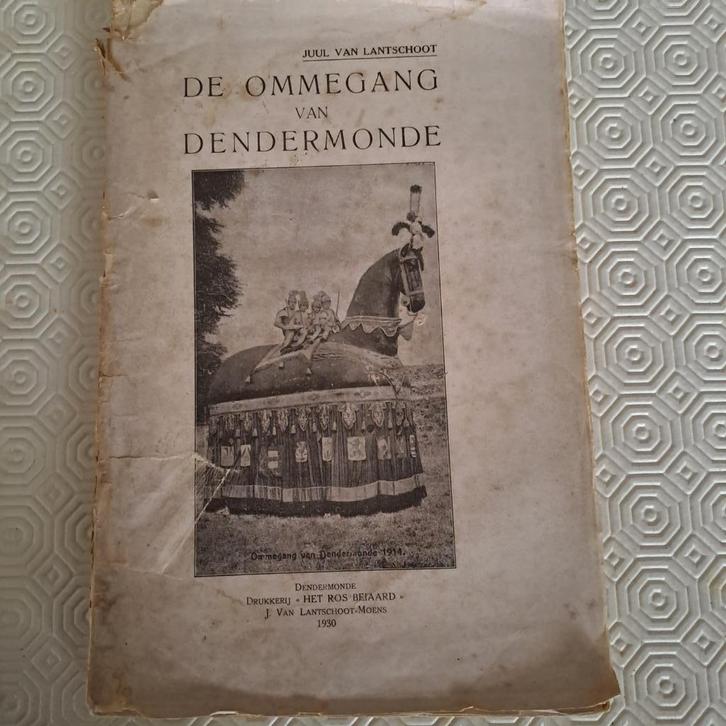 JUUL VAN LANTSCHOOT
DE OMMEGANG
VAN
DENDERMONDE
Ommegang van Dendermonde 1914.
DENDERMONDE
DRUKKERIJ « HET ROS BEIAARD »
J. VAN LANTSCHOOT-MOENS
1930